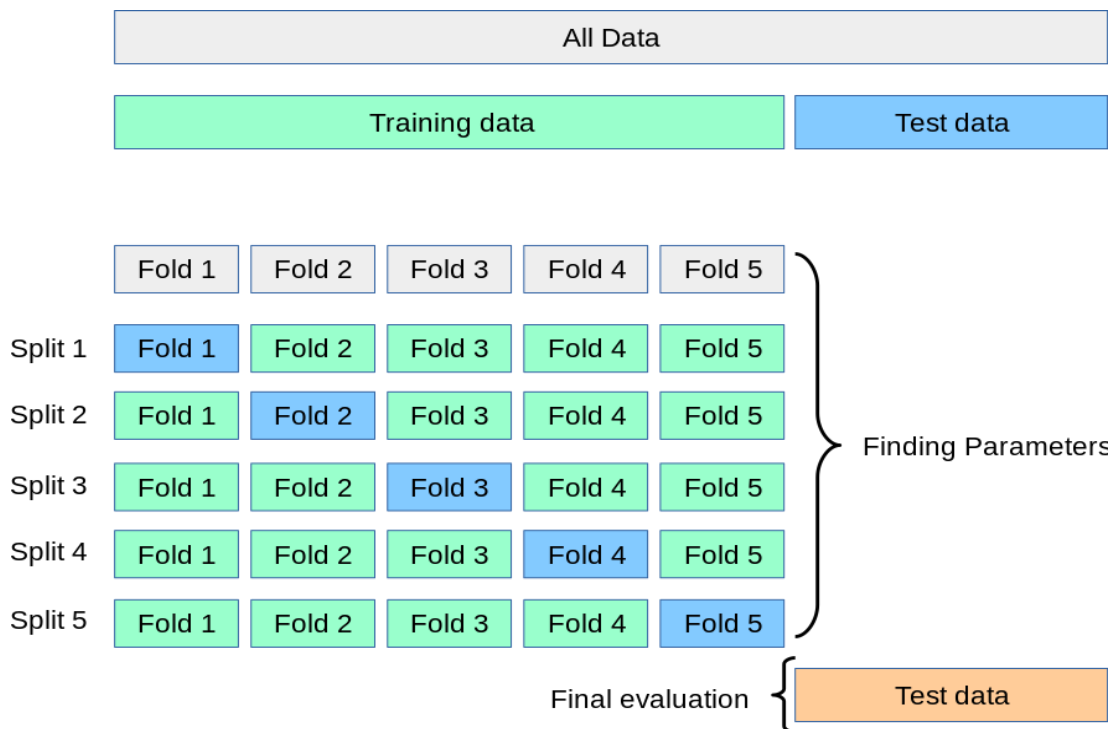 All Data
Training data Test data
Fold 1 Fold 2 Fold 3 Fold 4 Fold 5
Split 1 Fold 1 Fold 2 Fold 3 Fold 4 Fold 5
Split 2 Fold 1 Fold 2 Fold 3 Fold 4 Fold 5
Finding Parameters
Split 3 Fold 1 Fold 2 Fold 3 Fold 4 Fold 5
Split 4 Fold 1 Fold 2 Fold 3 Fold 4 Fold 5
Split 5 Fold 1 Fold 2 Fold 3 Fold 4 Fold 5
Final evaluation Test data